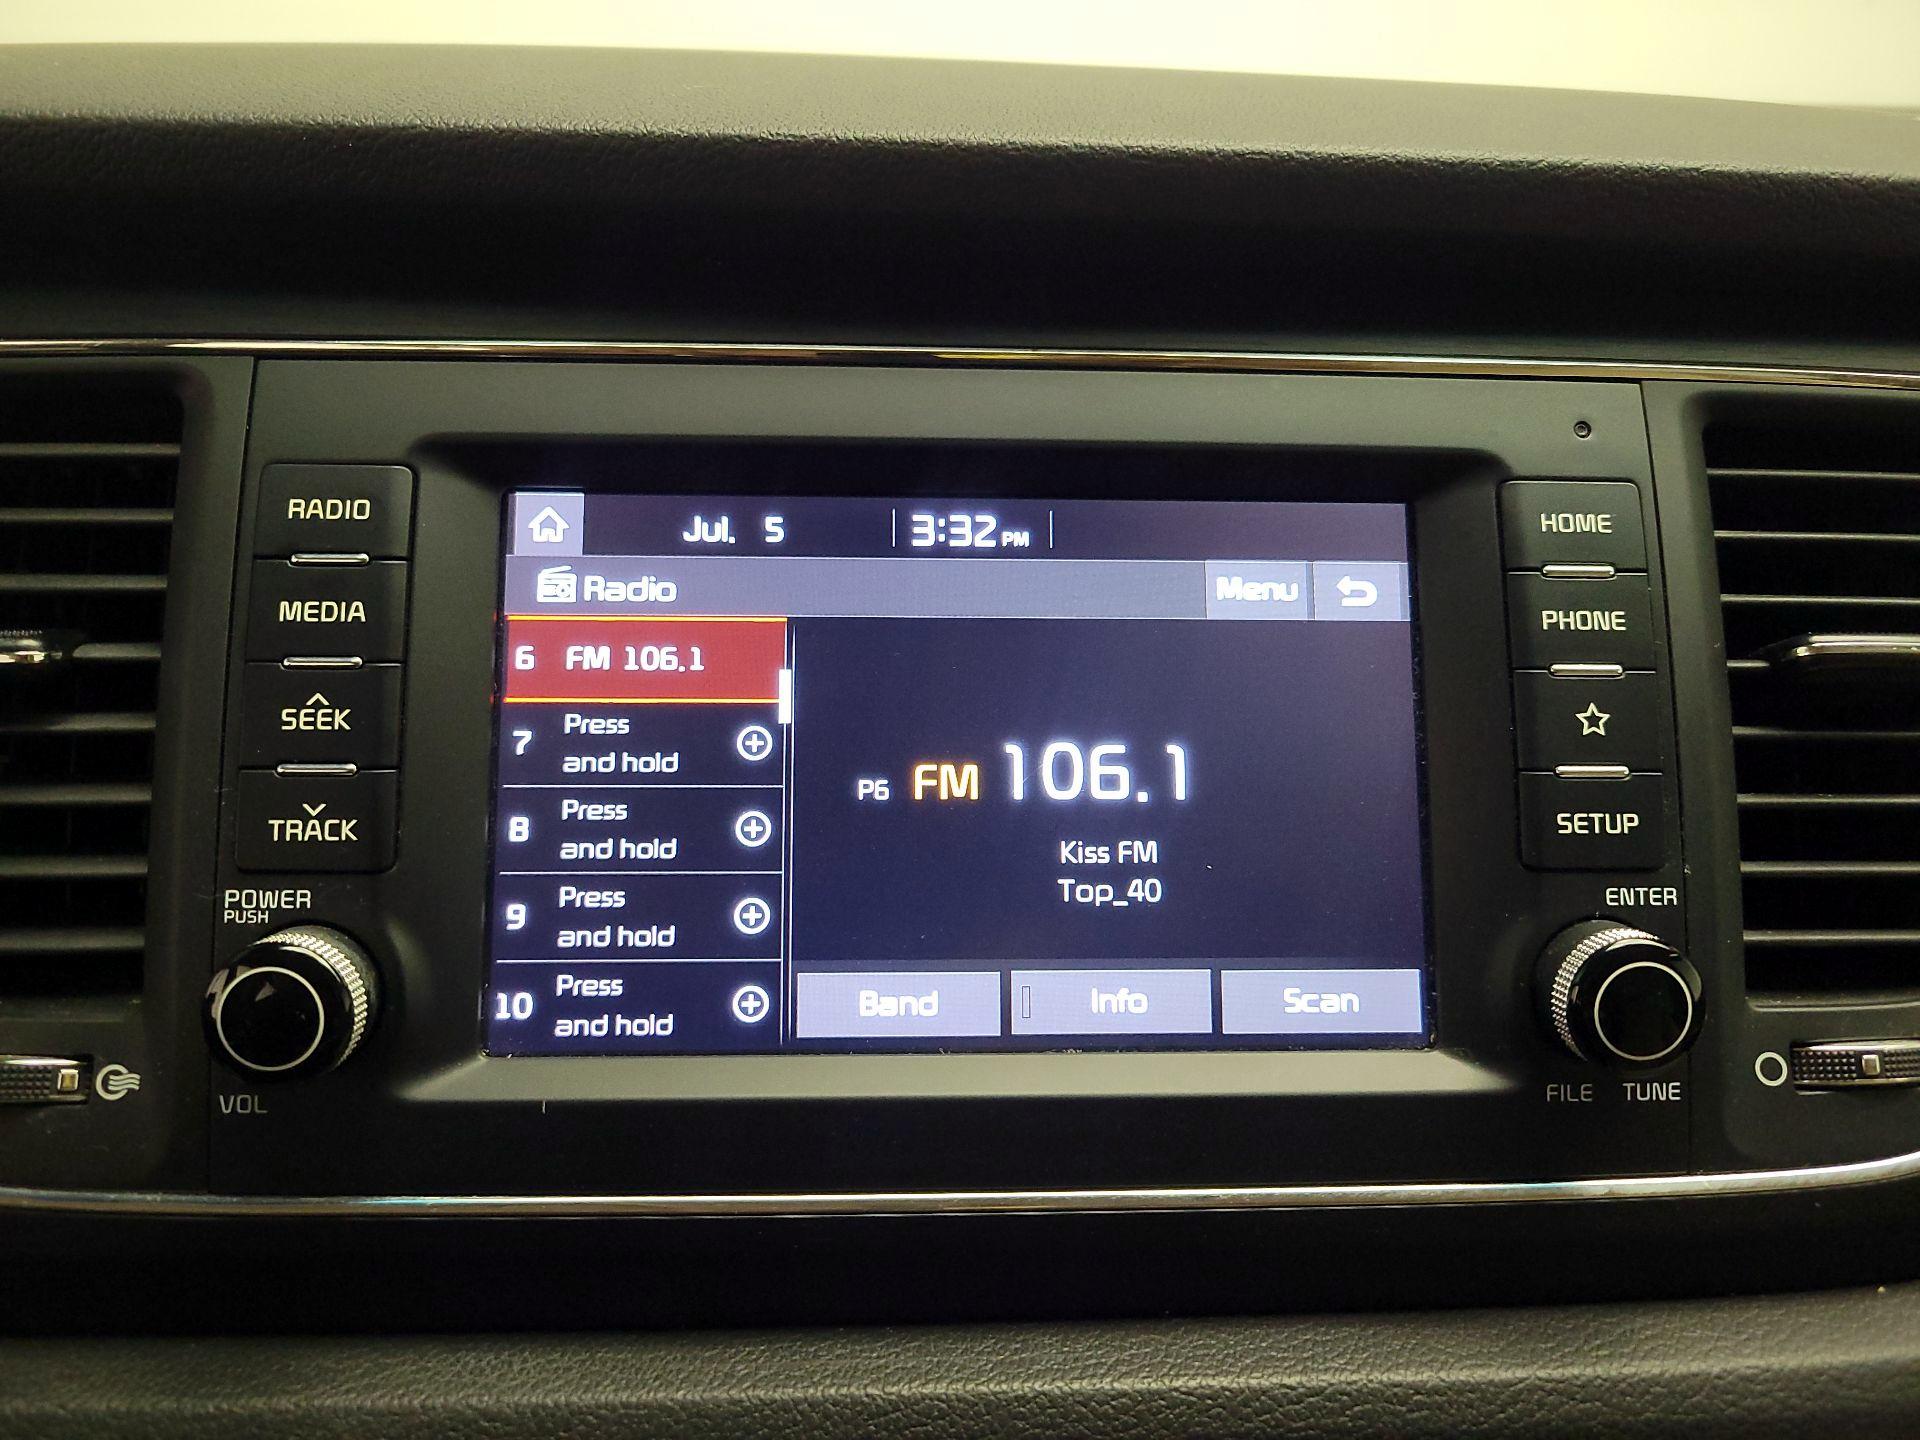 RADIO
MEDIA
SEEK
TRACK
POWER
PUSH
VOL
Jul. 5
3:32 PM
Radio
Menu
6 FM 106.1
7 Press
and hold
8 Press
and hold
9 Press
and hold
10 Press
and hold
P6 FM 106.1
Kiss FM
Top_40
Band
Info
Scan
HOME
PHONE
SETUP
ENTER
FILE TUNE